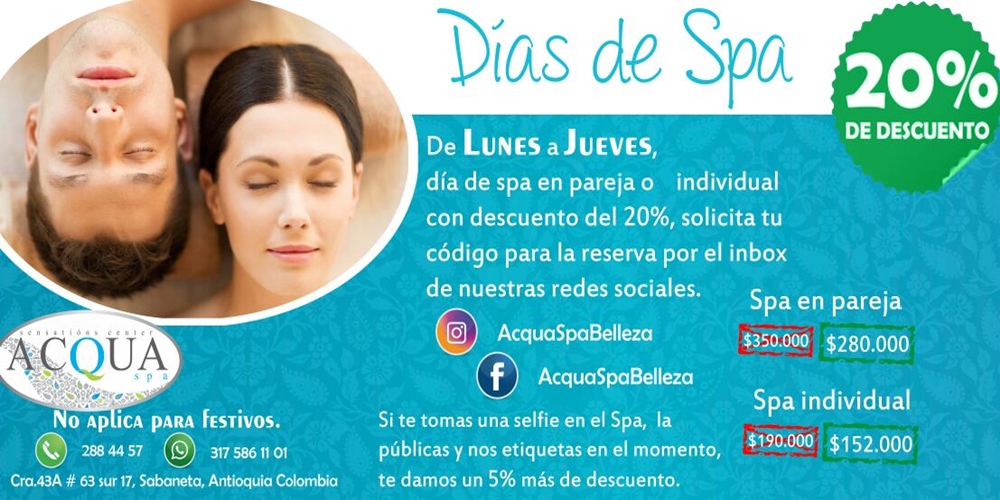 Días de Spa
20%
DE DESCUENTO
De LUNES a JUEVES,
día de spa en pareja o individual
con descuento del 20%, solicita tu
código para la reserva por el inbox
de nuestras redes sociales.
AcquaSpaBelleza
AcquaSpaBelleza
Spa en pareja
$350.000 $280.000
Spa individual
$190.000 $152.000
Si te tomas una selfie en el Spa, la
públicas y nos etiquetas en el momento,
te damos un 5% más de descuento.
sensations center
ACQUA
spa
No aplica para festivos.
288 44 57 317 586 11 01
Cra.43A # 63 sur 17, Sabaneta, Antioquia Colombia